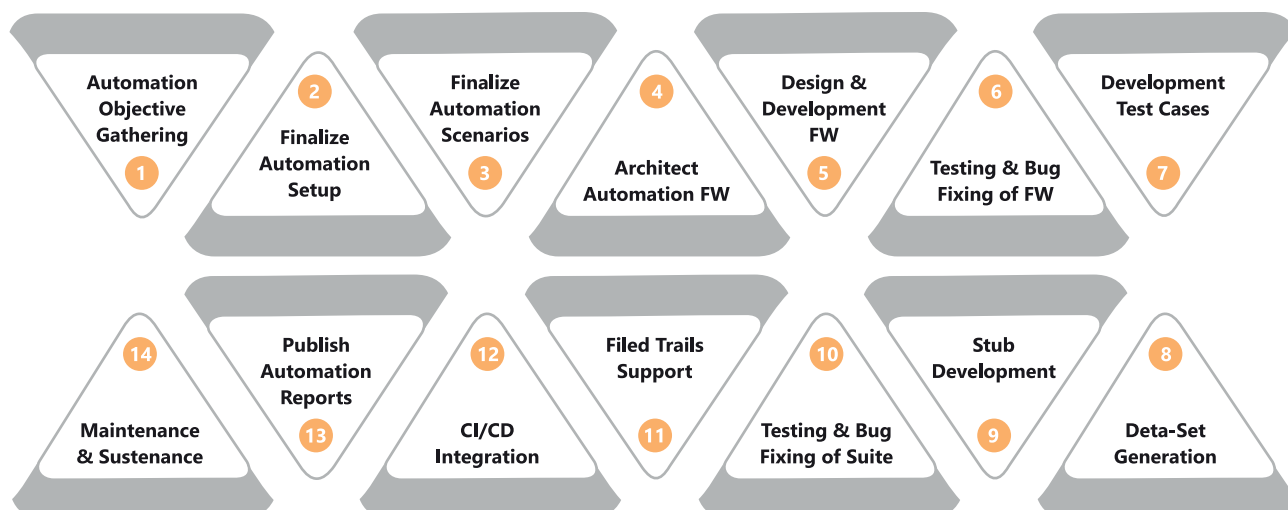 Automation
Objective
Gathering
1
2
Finalize
Automation
Setup
Finalize
Automation
Scenarios
3
4
Architect
Automation FW
Design &
Development
FW
5
6
Testing & Bug
Fixing of FW
Development
Test Cases
7
14
Maintenance
& Sustenance
Publish
Automation
Reports
13
12
CI/CD
Integration
Filed Trails
Support
11
10
Testing & Bug
Fixing of Suite
Stub
Development
9
8
Deta-Set
Generation